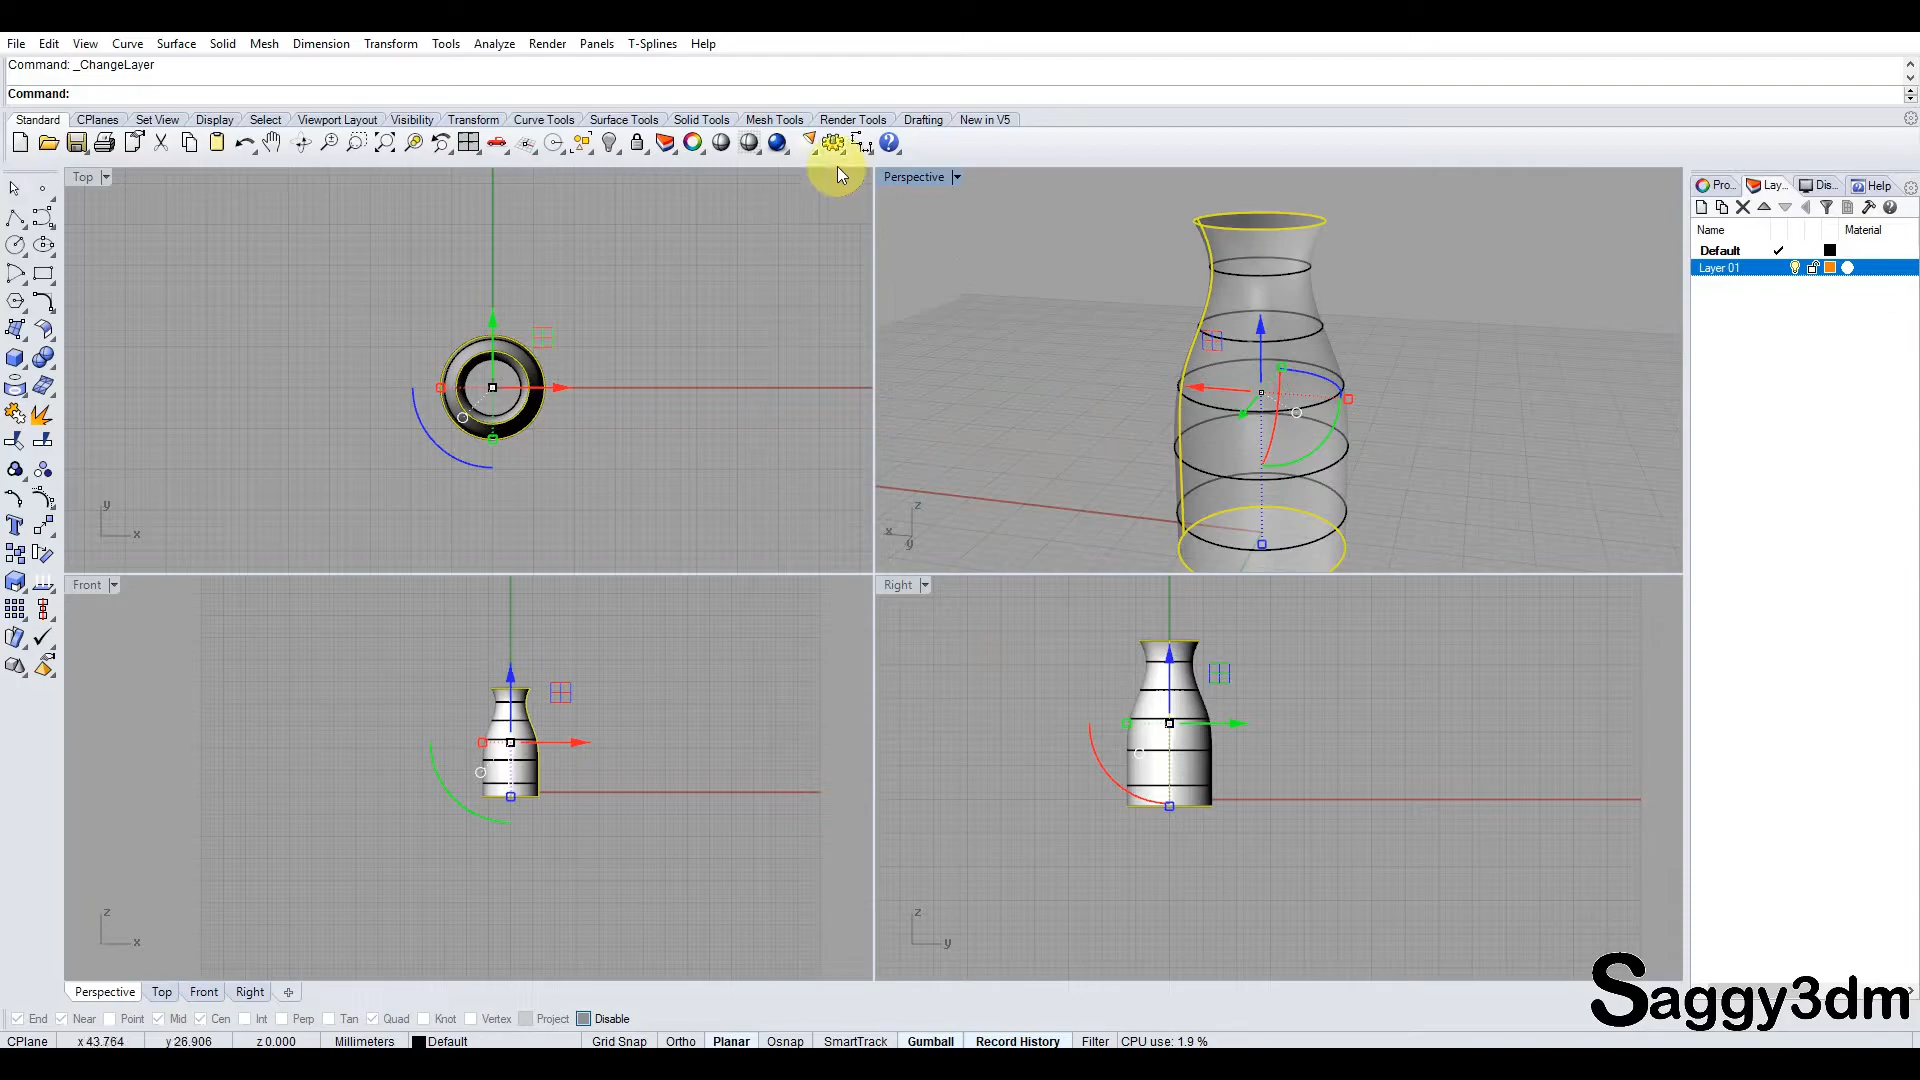 File Edit View Curve Surface Solid Mesh Dimension Transform Tools Analyze Render Panels T-Splines Help
Command: _ChangeLayer
Command:
Standard CPlanes Set View Display Select Viewport Layout Visibility Transform Curve Tools Surface Tools Solid Tools Mesh Tools Render Tools Drafting New in V5
Top
Perspective
Pro... Lay... Dis... Help
Name Material
Default
Layer 01
y
x
z
x
y
Front
Right
z
x
z
y
Perspective Top Front Right
End Near Point Mid Cen Int Perp Tan Quad Knot Vertex Project Disable
CPlane x 43.764 y 26.906 z 0.000 Millimeters Default Grid Snap Ortho Planar Osnap SmartTrack Gumball Record History Filter CPU use: 1.9 %
Saggy3dm